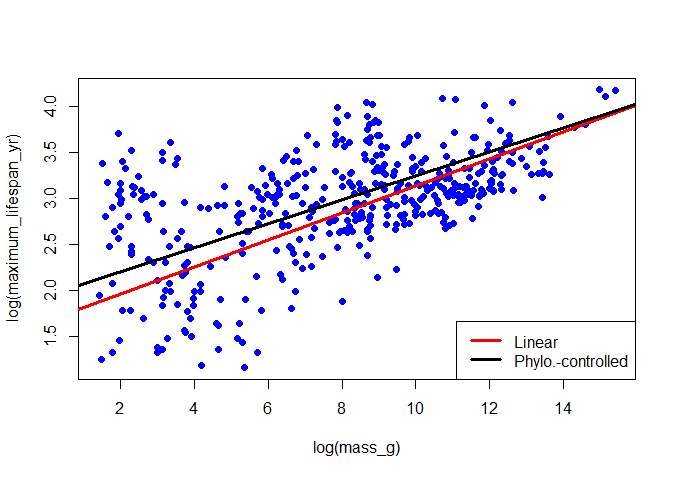 log(maximum_lifespan_yr)
4.0
3.5
3.0
2.5
2.0
1.5
Linear
Phylo.-controlled
2 4 6 8 10 12 14
log(mass_g)